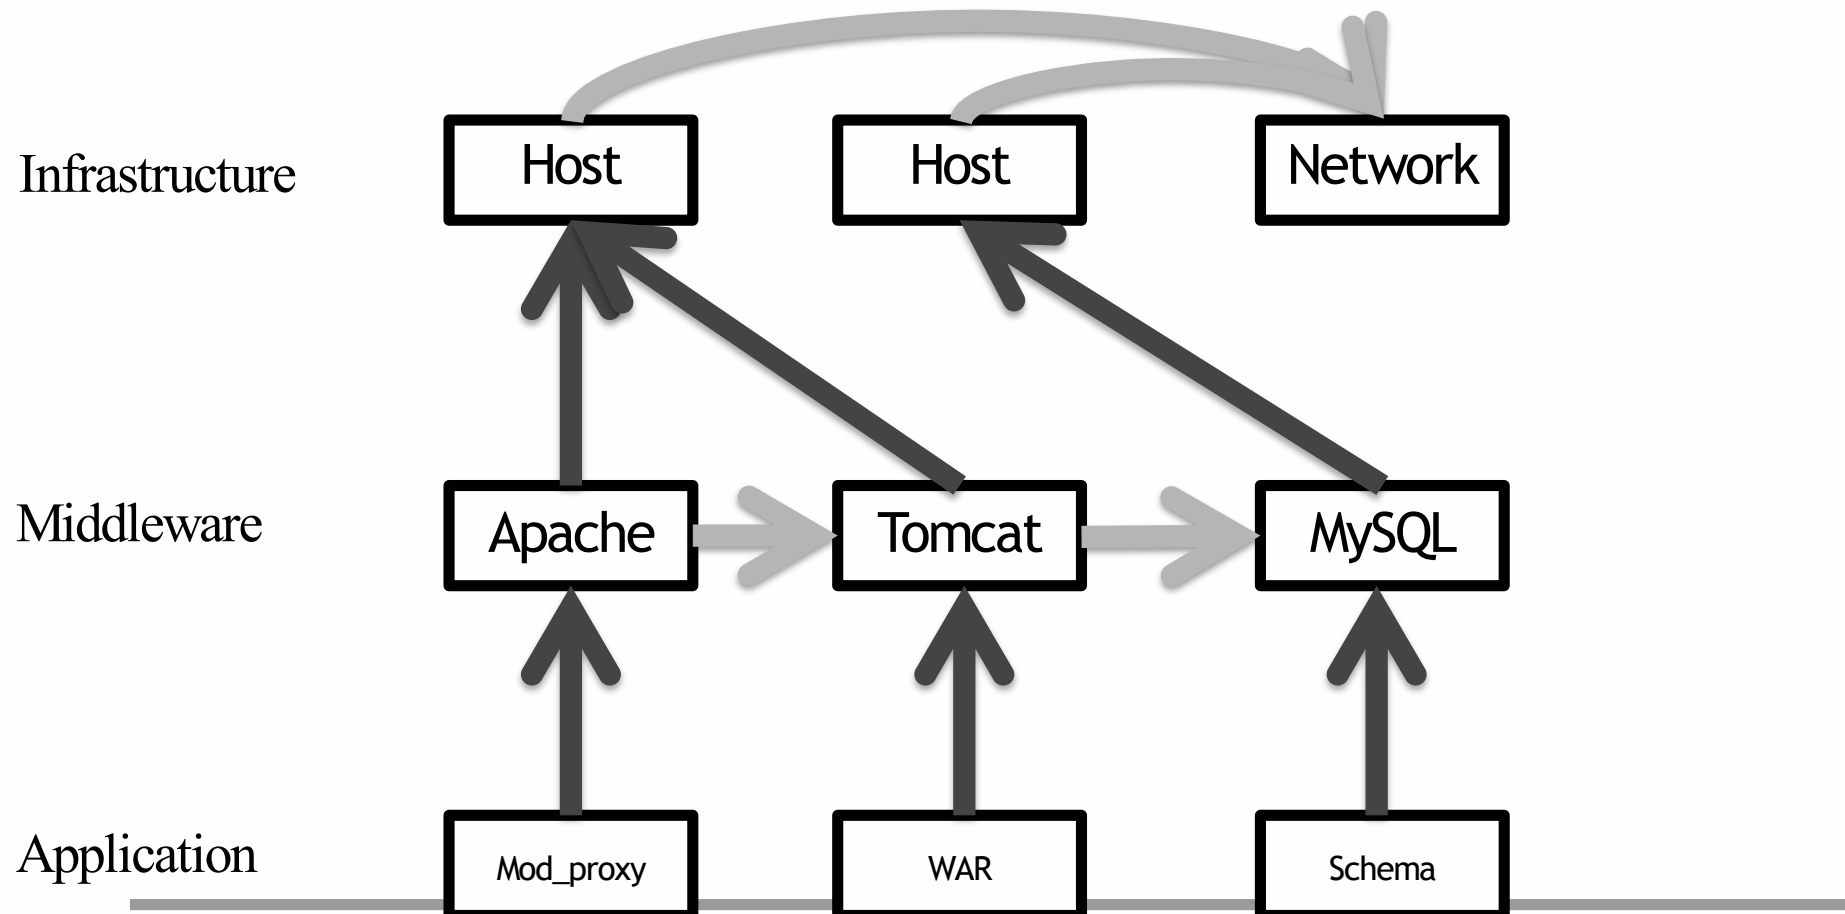 Infrastructure
Host
Host
Network
Middleware
Apache
Tomcat
MySQL
Application
Mod_proxy
WAR
Schema